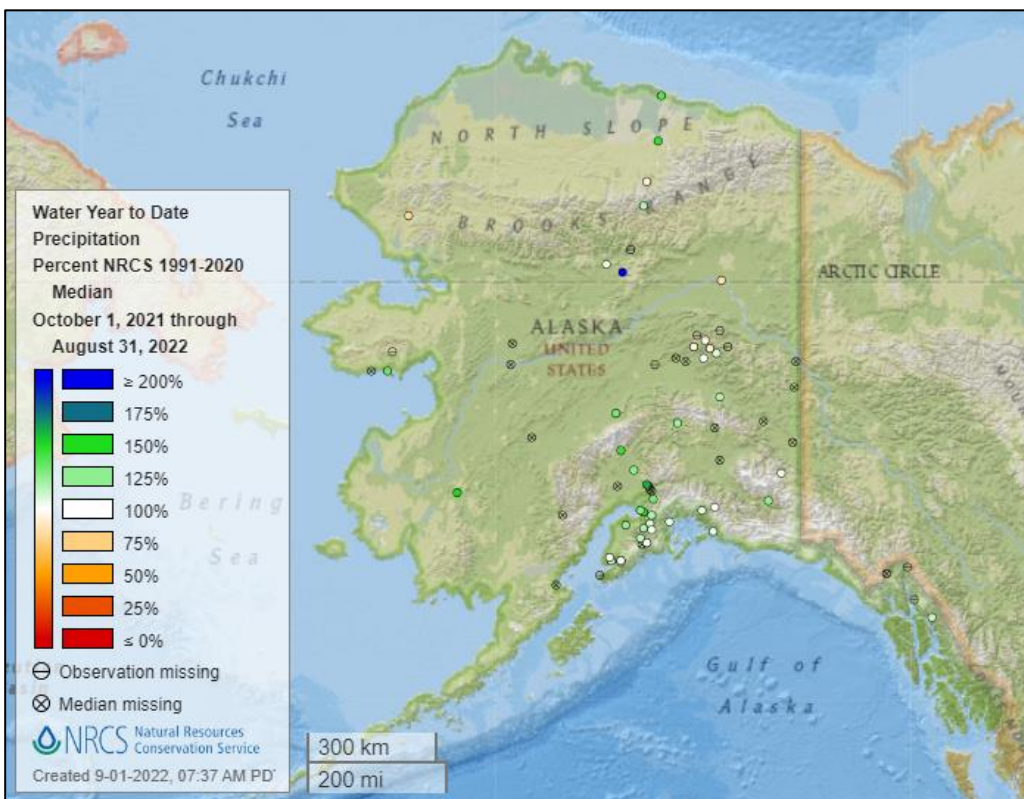 Chukchi
Sea
NORTH SLOPE
BROOKS RANGE
ARCTIC CIRCLE
ALASKA
UNITED
STATES
Bering
Sea
Gulf of
Alaska
Water Year to Date
Precipitation
Percent NRCS 1991-2020
Median
October 1, 2021 through
August 31, 2022
≥ 200%
175%
150%
125%
100%
75%
50%
25%
≤ 0%
Observation missing
Median missing
NRCS Natural Resources
Conservation Service
Created 9-01-2022, 07:37 AM PD
300 km
200 mi